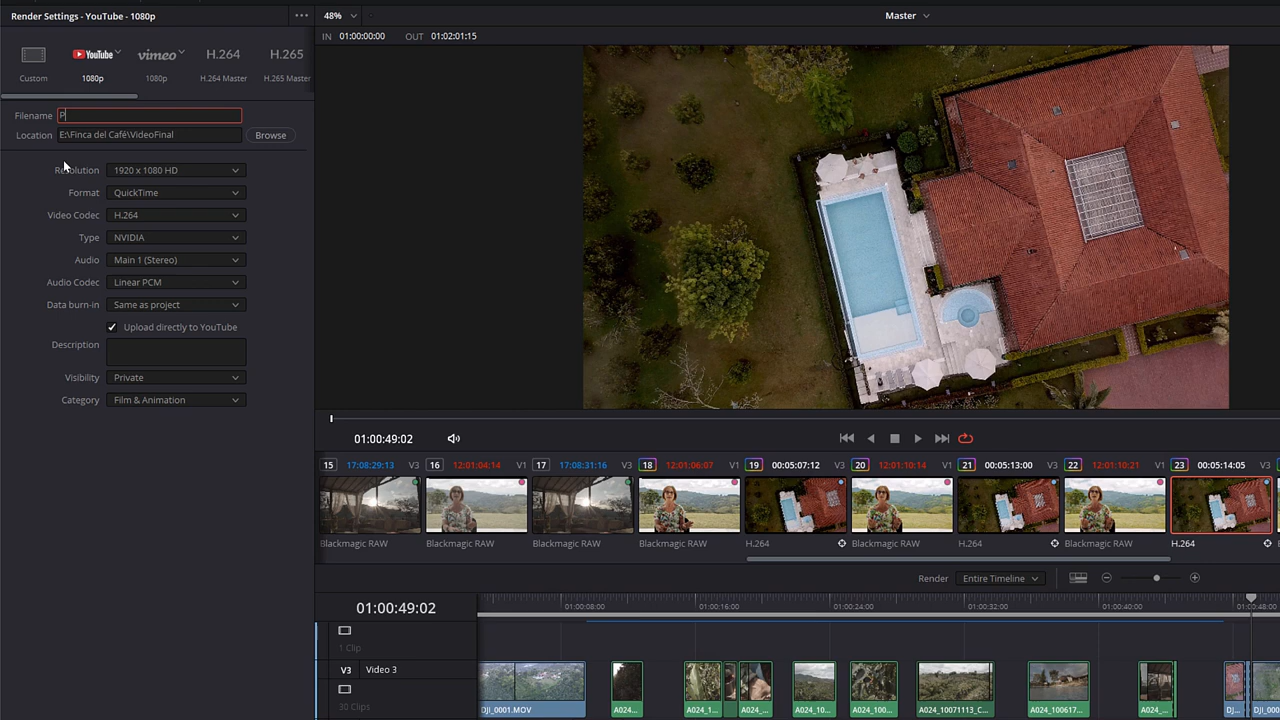 Render Settings - YouTube - 1080p
48%
Master
IN 01:00:00:00 OUT 01:02:01:15
YouTube vimeo H.264 H.265
Custom 1080p 1080p H.264 Master H.265 Master
Filename P
Location E:\Finca del Café\VideoFinal Browse
Resolution 1920 x 1080 HD
Format QuickTime
Video Codec H.264
Type NVIDIA
Audio Main 1 (Stereo)
Audio Codec Linear PCM
Data burn-in Same as project
Upload directly to YouTube
Description
Visibility Private
Category Film & Animation
01:00:49:02
15 17:08:29:13 V3 16 12:01:04:14 V1 17 17:08:31:16 V3 18 12:01:06:07 V1 19 00:05:07:12 V3 20 12:01:10:14 V1 21 00:05:13:00 V3 22 12:01:10:21 V1 23 00:05:14:05 V3
Blackmagic RAW Blackmagic RAW Blackmagic RAW Blackmagic RAW H.264 Blackmagic RAW H.264 Blackmagic RAW H.264
Render Entire Timeline
01:00:49:02
01:00:08:00 01:00:16:00 01:00:24:00 01:00:32:00 01:00:40:00 01:00:48:00
1 Clip
V3 Video 3
30 Clips
DJI_0001.MOV A024... A024_1... A024_... A024_10... A024_100... A024_10071113_C... A024_100617... A024_... DJ... DJI_000